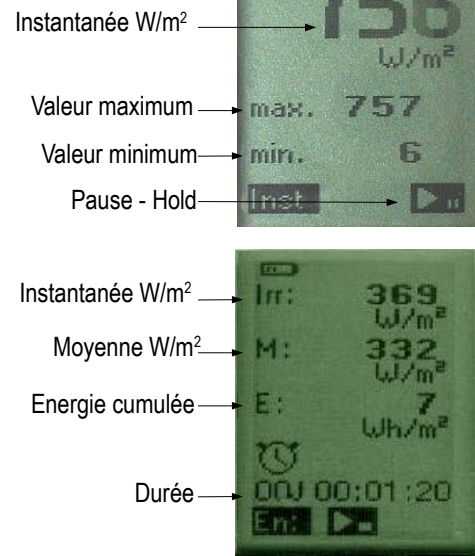 Instantanée W/m² 756
W/m²
Valeur maximum max. 757
Valeur minimum min. 6
Pause - Hold Inst
Instantanée W/m² Irr: 369
W/m²
Moyenne W/m² M: 332
W/m²
Energie cumulée E: 7
Wh/m²
Durée 00J 00:01:20
En: